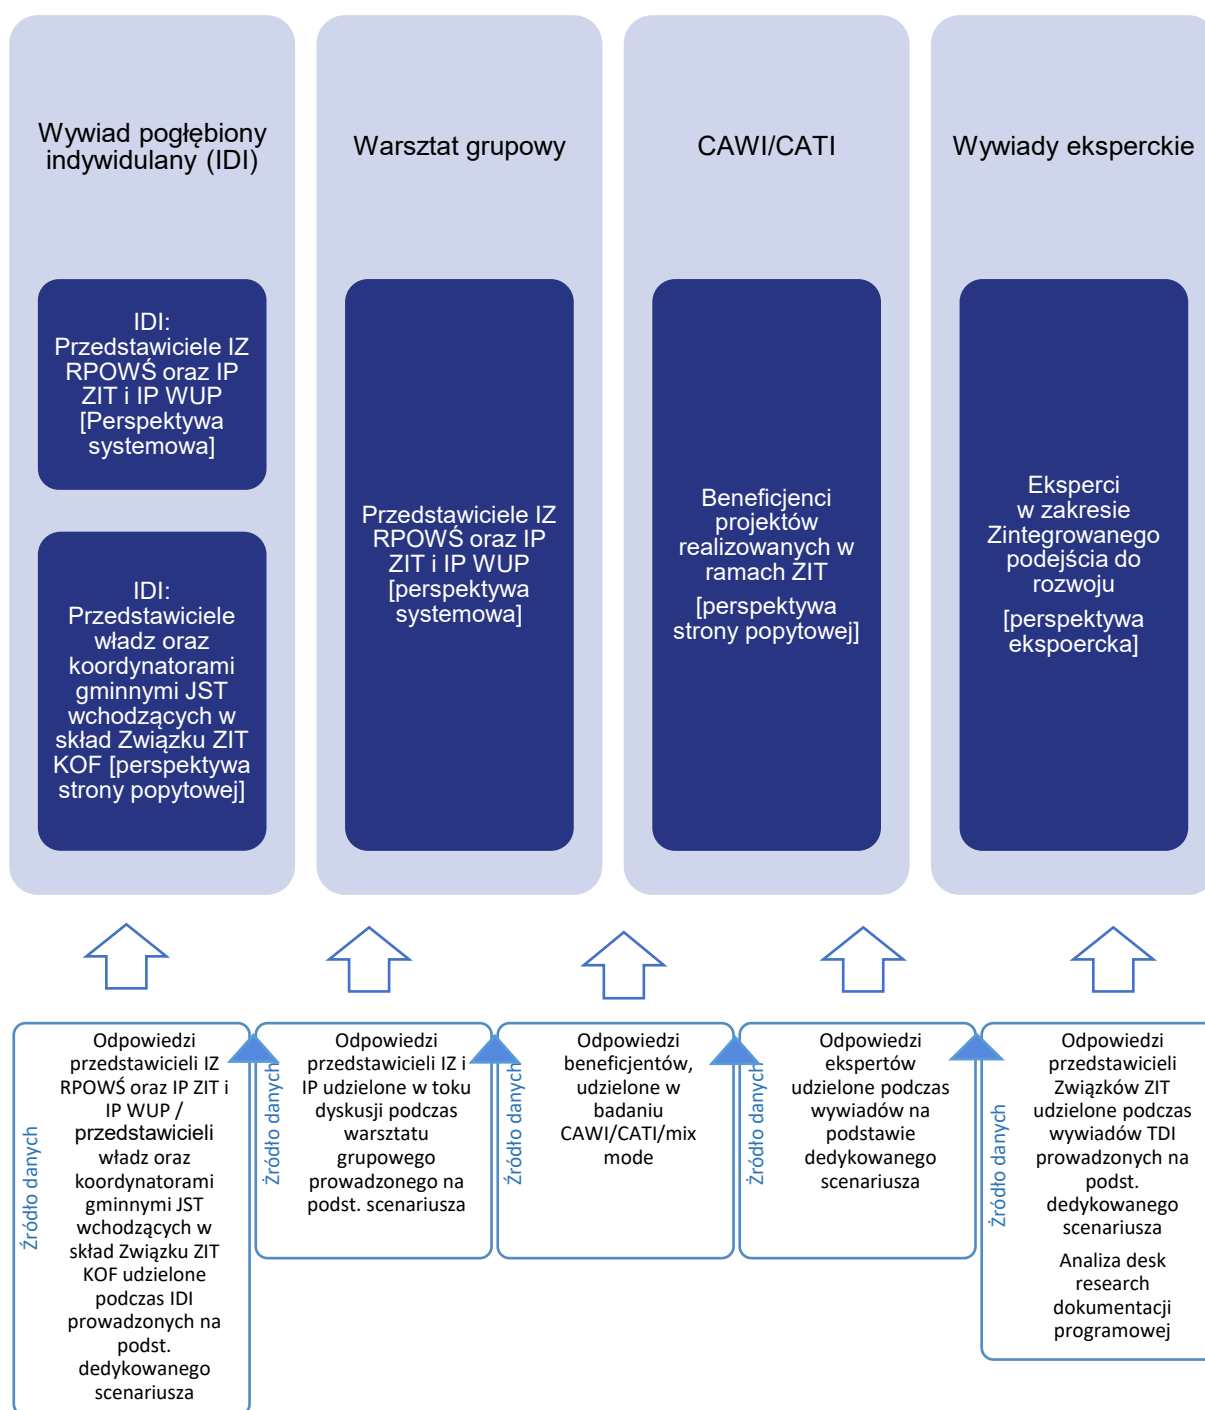 Wywiad pogłębiony
indywidulany (IDI)
IDI:
Przedstawiciele IZ
RPOWŚ oraz IP
ZIT i IP WUP
[Perspektywa
systemowa]
IDI:
Przedstawiciele
władz oraz
koordynatorami
gminnymi JST
wchodzących w
skład Związku ZIT
KOF [perspektywa
strony popytowej]
Warsztat grupowy
Przedstawiciele IZ
RPOWŚ oraz IP
ZIT i IP WUP
[perspektywa
systemowa]
CAWI/CATI
Beneficjenci
projektów
realizowanych w
ramach ZIT
[perspektywa
strony popytowej]
Wywiady eksperckie
Eksperci
w zakresie
Zintegrowanego
podejścia do
rozwoju
[perspektywa
ekspoercka]
Źródło danych
Odpowiedzi
przedstawicieli IZ
RPOWŚ oraz IP ZIT i
IP WUP /
przedstawicieli
władz oraz
koordynatorami
gminnymi JST
wchodzących w
skład Związku ZIT
KOF udzielone
podczas IDI
prowadzonych na
podst.
dedykowanego
scenariusza
Źródło danych
Odpowiedzi
przedstawicieli IZ i
IP udzielone w toku
dyskusji podczas
warsztatu
grupowego
prowadzonego na
podst. scenariusza
Źródło danych
Odpowiedzi
beneficjentów,
udzielone w
badaniu
CAWI/CATI/mix
mode
Źródło danych
Odpowiedzi
ekspertów
udzielone podczas
wywiadów na
podstawie
dedykowanego
scenariusza
Źródło danych
Odpowiedzi
przedstawicieli
Związków ZIT
udzielone podczas
wywiadów TDI
prowadzonych na
podst.
dedykowanego
scenariusza
Analiza desk
research
dokumentacji
programowej